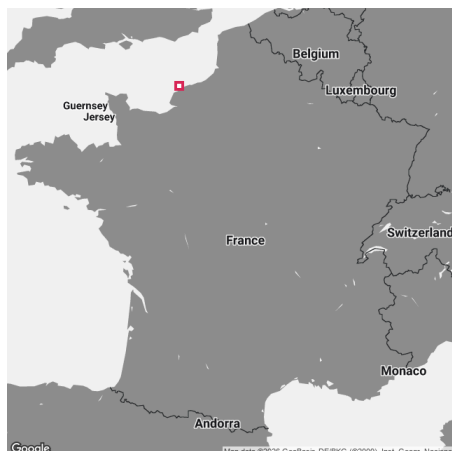 Belgium
Luxembourg
Guernsey
Jersey
Switzerland
France
Monaco
Andorra
Google